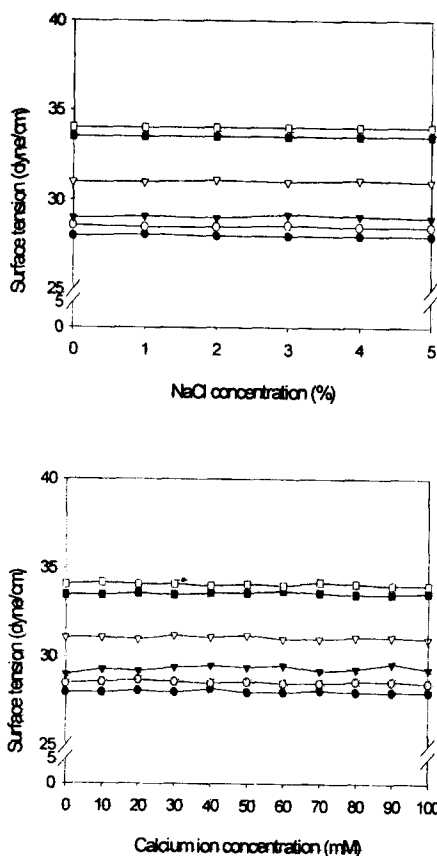 40
35
30
25
5
0
Surface tension (dyne/cm)
0 1 2 3 4 5
NaCl concentration (%)
40
35
30
25
5
0
Surface tension (dyne/cm)
0 10 20 30 40 50 60 70 80 90 100
Calcium ion concentration (mM)